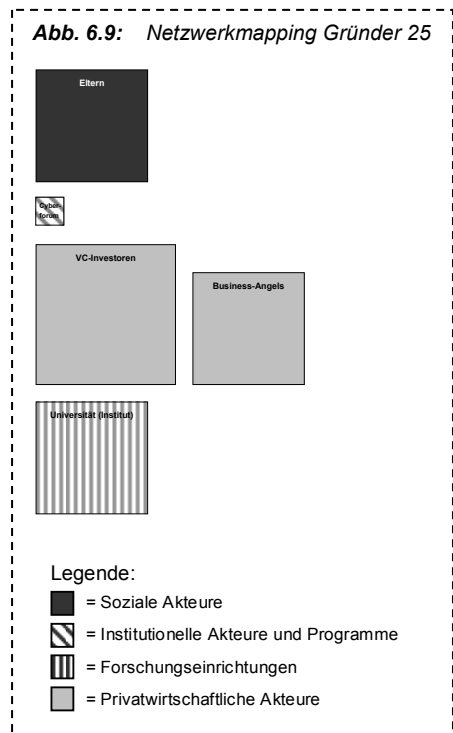 Abb. 6.9: Netzwerkmapping Gründer 25
Eltern
Cyber-
forum
VC-Investoren
Business-Angels
Universität (Institut)
Legende:
= Soziale Akteure
= Institutionelle Akteure und Programme
= Forschungseinrichtungen
= Privatwirtschaftliche Akteure